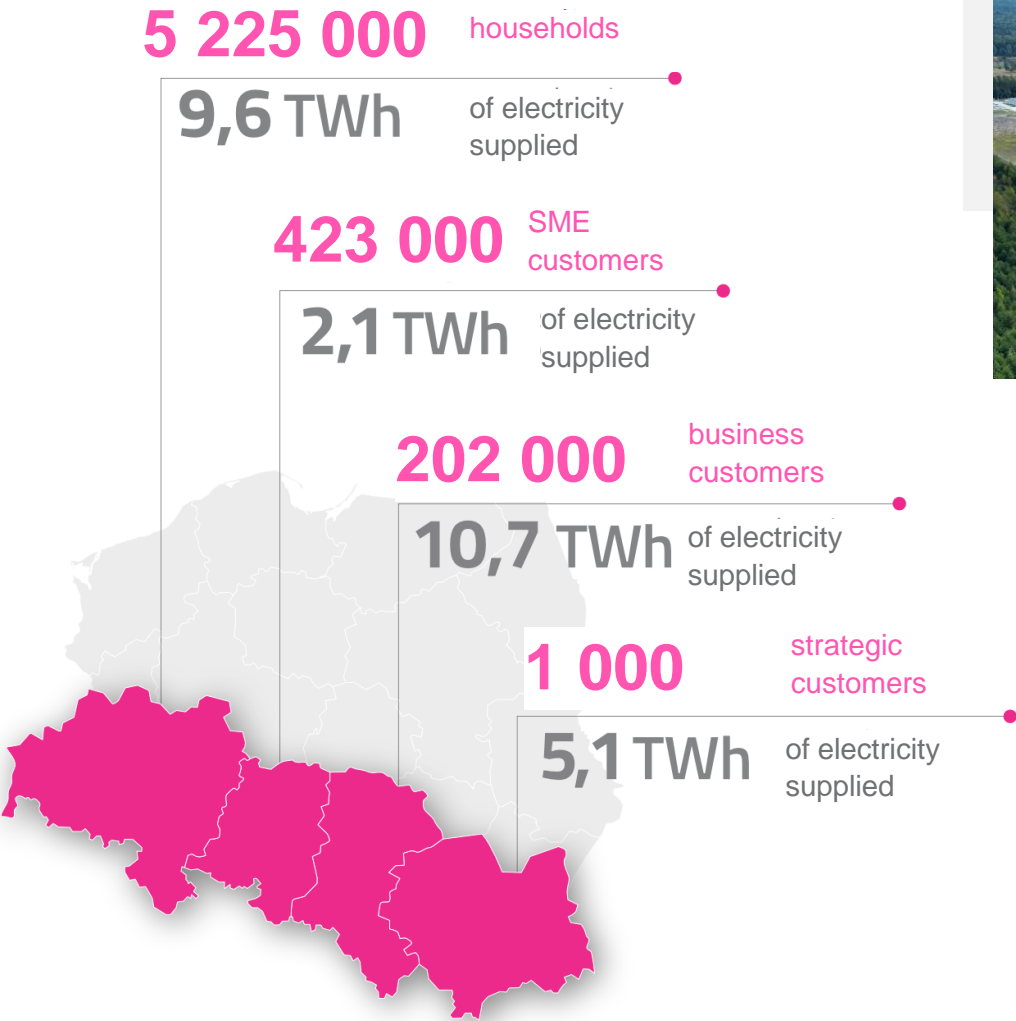 5 225 000 households
9,6 TWh of electricity
supplied
423 000 SME
customers
2,1 TWh of electricity
supplied
202 000 business
customers
10,7 TWh of electricity
supplied
1 000 strategic
customers
5,1 TWh of electricity
supplied